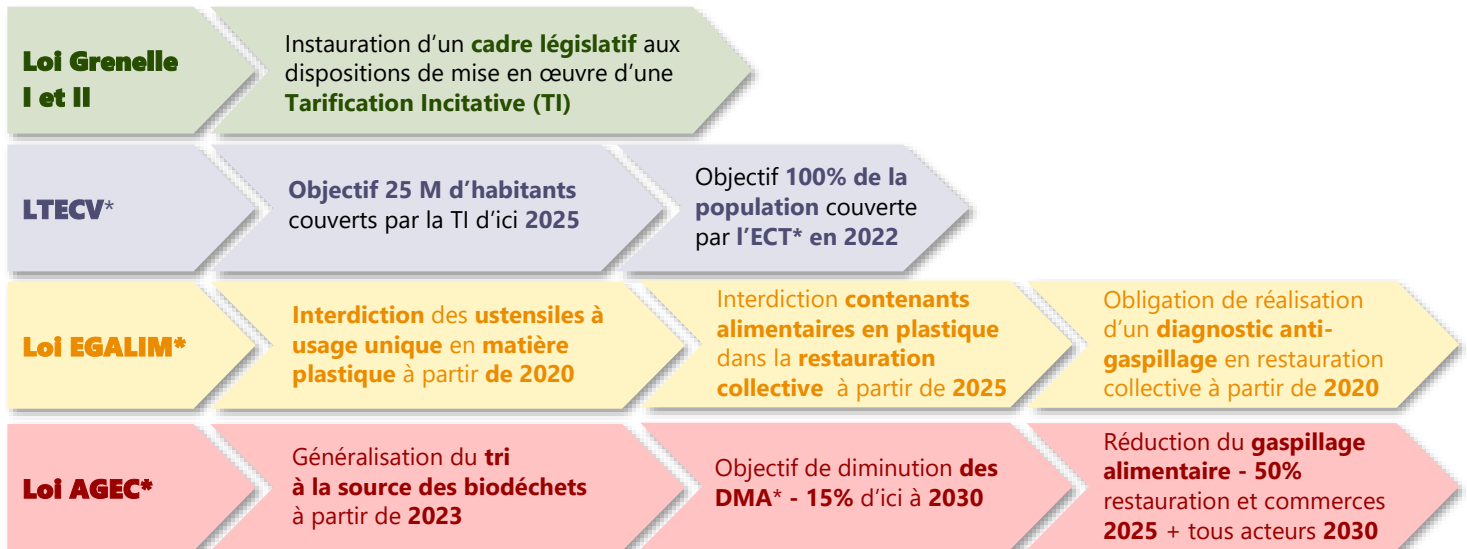 Loi Grenelle
I et II
Instauration d’un cadre législatif aux
dispositions de mise en œuvre d’une
Tarification Incitative (TI)
LTECV*
Objectif 25 M d’habitants
couverts par la TI d’ici 2025
Objectif 100% de la
population couverte
par l’ECT* en 2022
Loi EGALIM*
Interdiction des ustensiles à
usage unique en matière
plastique à partir de 2020
Interdiction contenants
alimentaires en plastique
dans la restauration
collective à partir de 2025
Obligation de réalisation
d’un diagnostic anti-
gaspillage en restauration
collective à partir de 2020
Loi AGEC*
Généralisation du tri
à la source des biodéchets
à partir de 2023
Objectif de diminution des
DMA* - 15% d’ici à 2030
Réduction du gaspillage
alimentaire - 50%
restauration et commerces
2025 + tous acteurs 2030